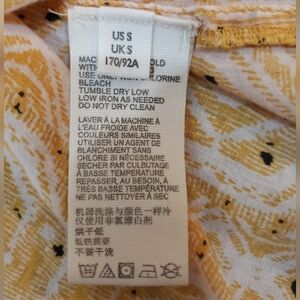 US S
UK S
170/92A
MAC OLD
WITH S
USE ONLY NON CHLORINE
BLEACH
TUMBLE DRY LOW
LOW IRON AS NEEDED
DO NOT DRY CLEAN
LAVER À LA MACHINE À
L'EAU FROIDE AVEC
COULEURS SIMILAIRES
UTILISER UN AGENT DE
BLANCHIMENT SANS
CHLORE SI NÉCESSAIRE
SECHER PAR CULBUTAGE
À BASSE TEMPÉRATURE
REPASSER, AU BESOIN, À
TRÈS BASSE TEMPÉRATURE
NE PAS NETTOYER À SEC
机器洗涤与颜色一样冷
仅使用非氯漂白剂
烘干低
低铁需要
不要干洗